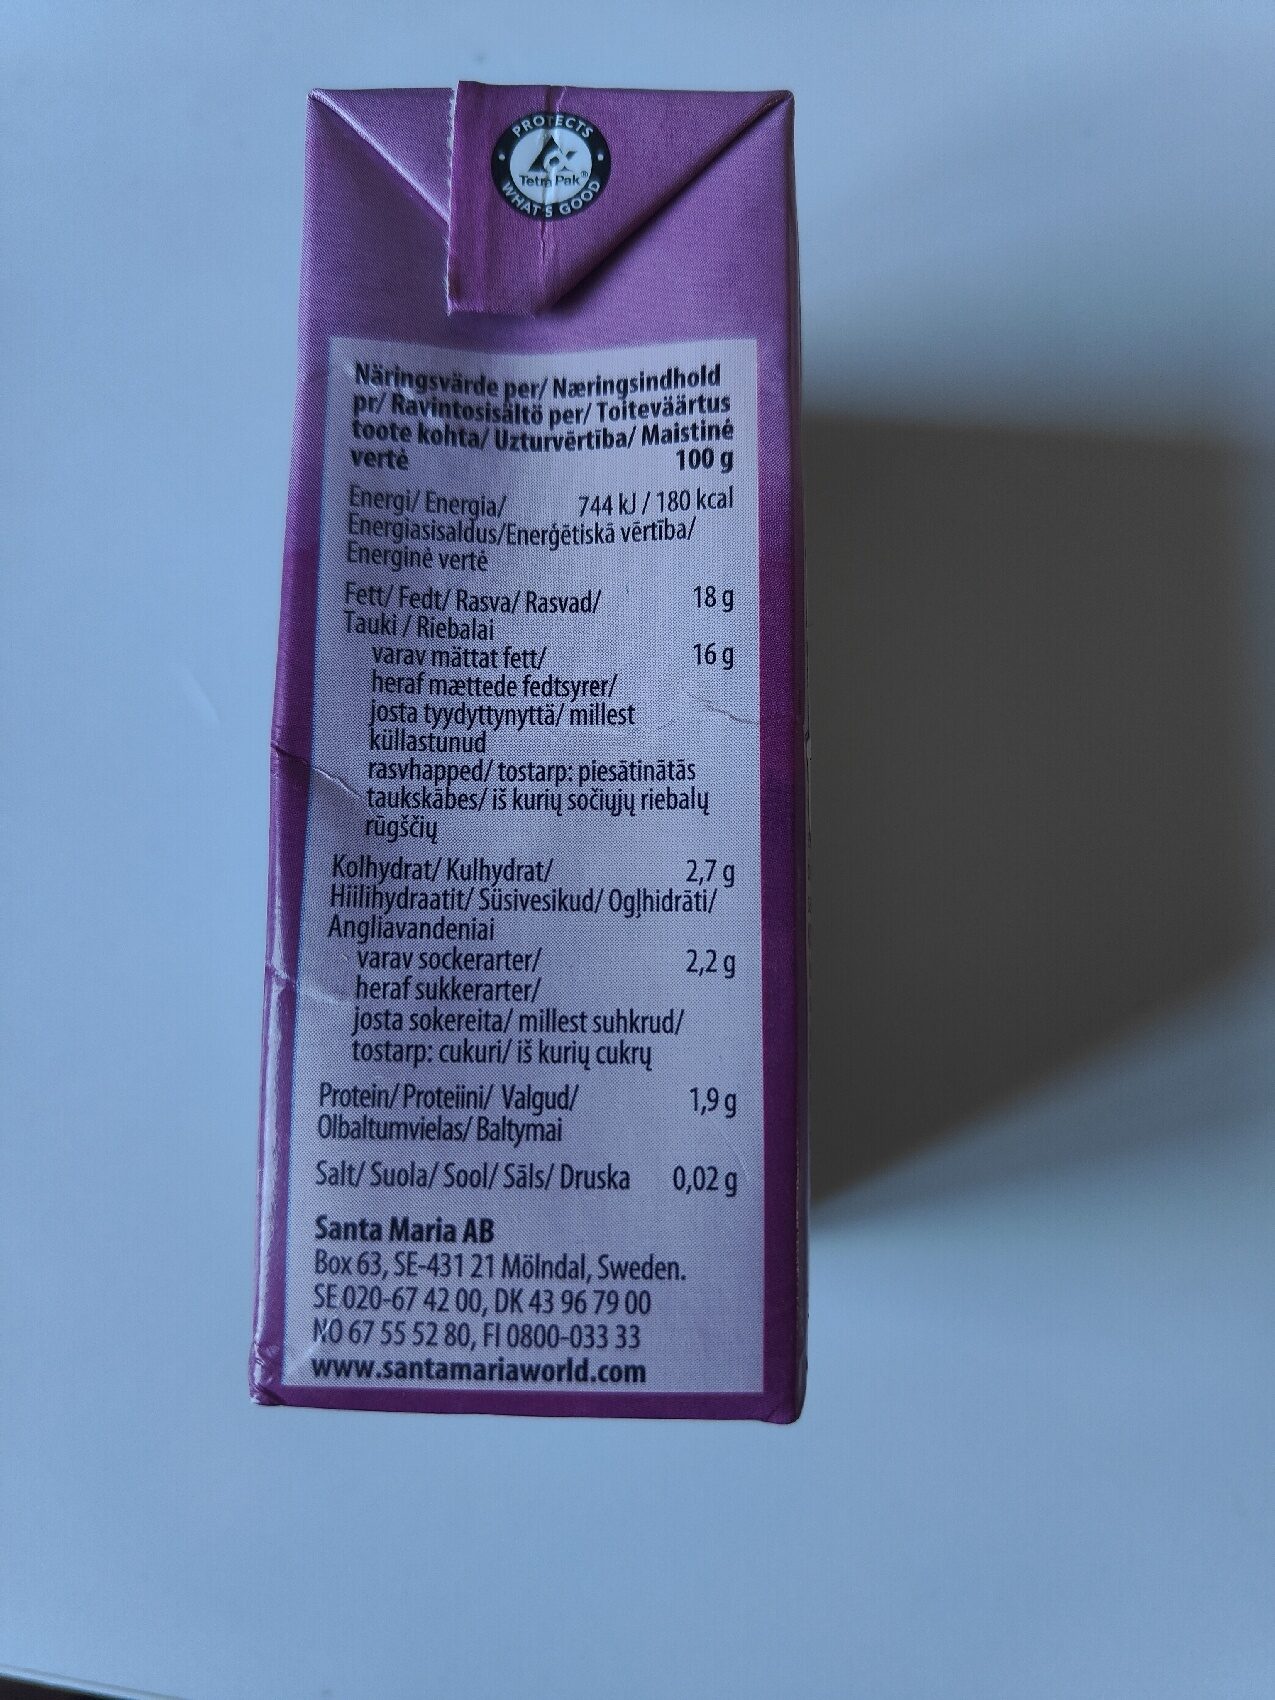 PROTECTS
Tetra Pak®
WHAT'S GOOD
Näringsvärde per/ Næringsindhold
pr/ Ravintosisältö per/ Toiteväärtus
toote kohta/ Uzturvērtība/ Maistinė
vertė 100 g
Energi/ Energia/ 744 kJ / 180 kcal
Energiasisaldus/Enerģētiskā vērtība/
Energinė vertė
Fett/ Fedt/ Rasva/ Rasvad/ 18 g
Tauki / Riebalai
varav mättat fett/ 16 g
heraf mættede fedtsyrer/
josta tyydyttynyttä/ millest
küllastunud
rasvhapped/ tostarp: piesātinātās
taukskābes/ iš kurių sočiųjų riebalų
rūgščių
Kolhydrat/ Kulhydrat/ 2,7 g
Hiilihydraatit/ Süsivesikud/ Ogļhidrāti/
Angliavandeniai
varav sockerarter/ 2,2 g
heraf sukkerarter/
josta sokereita/ millest suhkrud/
tostarp: cukuri/ iš kurių cukrų
Protein/ Proteiini/ Valgud/ 1,9 g
Olbaltumvielas/ Baltymai
Salt/ Suola/ Sool/ Sāls/ Druska 0,02 g
Santa Maria AB
Box 63, SE-431 21 Mölndal, Sweden.
SE 020-67 42 00, DK 43 96 79 00
NO 67 55 52 80, FI 0800-033 33
www.santamariaworld.com